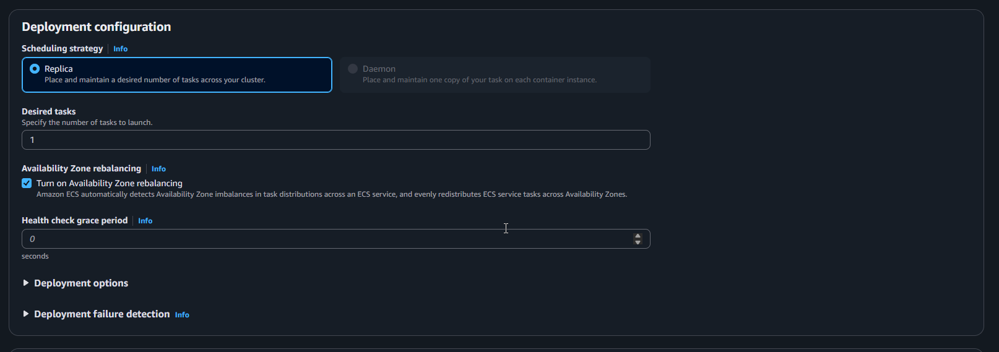 Deployment configuration
Scheduling strategy Info
Replica
Place and maintain a desired number of tasks across your cluster.
Daemon
Place and maintain one copy of your task on each container instance.
Desired tasks
Specify the number of tasks to launch.
1
Availability Zone rebalancing Info
Turn on Availability Zone rebalancing
Amazon ECS automatically detects Availability Zone imbalances in task distributions across an ECS service, and evenly redistributes ECS service tasks across Availability Zones.
Health check grace period Info
0
seconds
Deployment options
Deployment failure detection Info